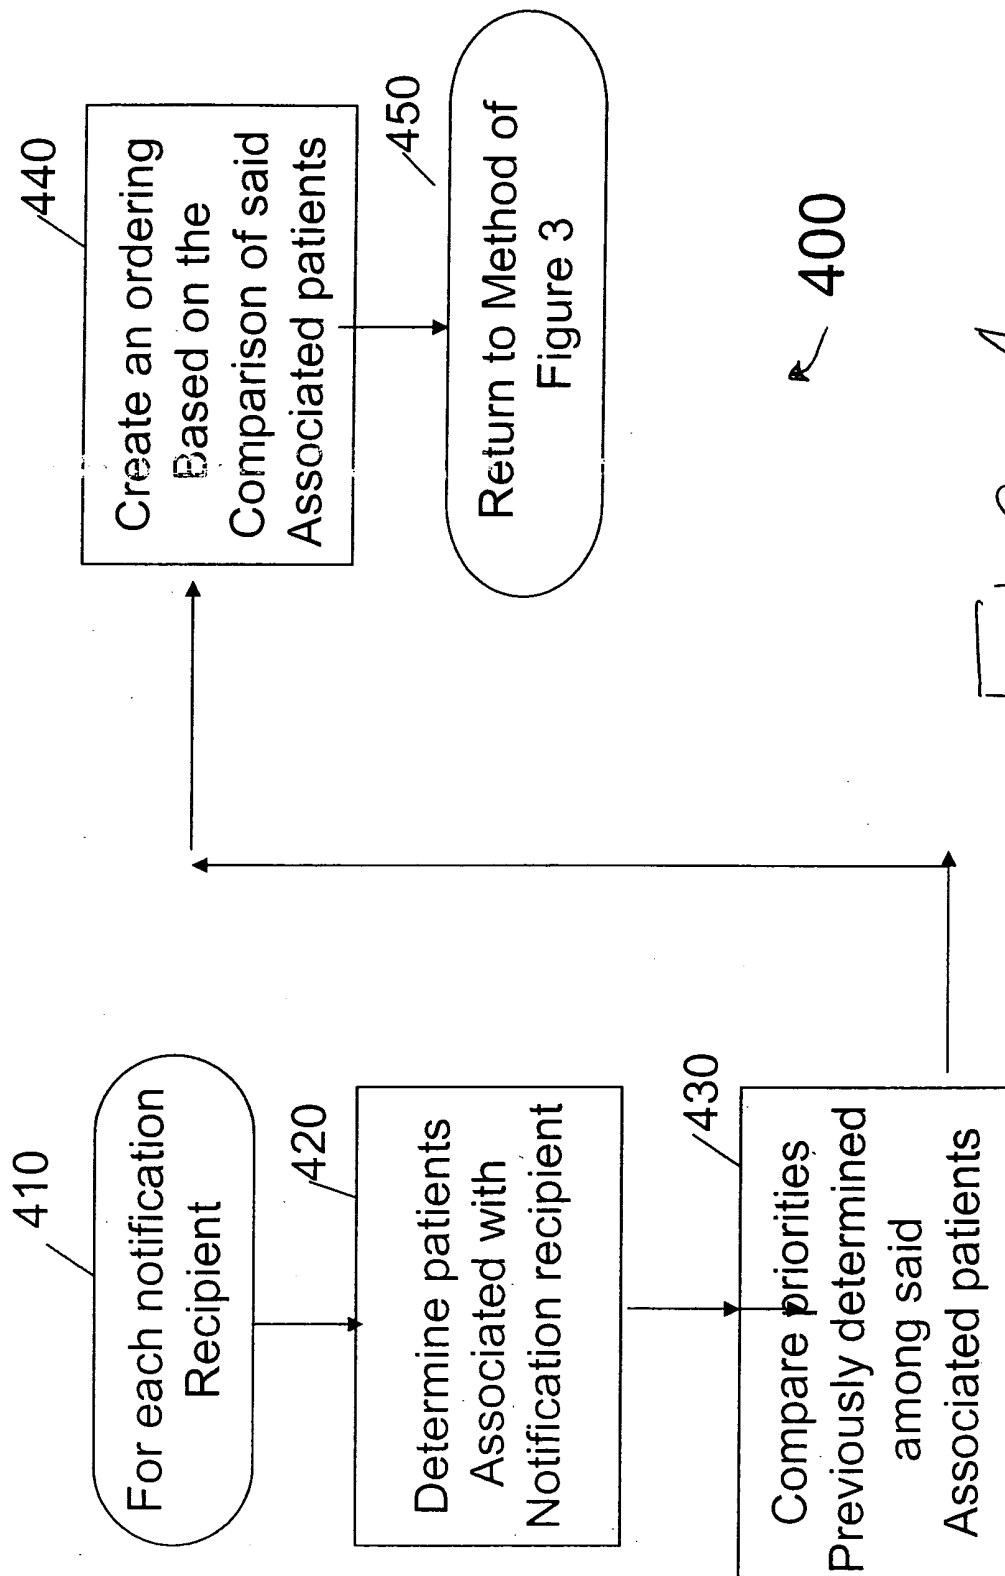 410
For each notification
Recipient
420
Determine patients
Associated with
Notification recipient
430
Compare priorities
Previously determined
among said
Associated patients
440
Create an ordering
Based on the
Comparison of said
Associated patients
450
Return to Method of
Figure 3
400